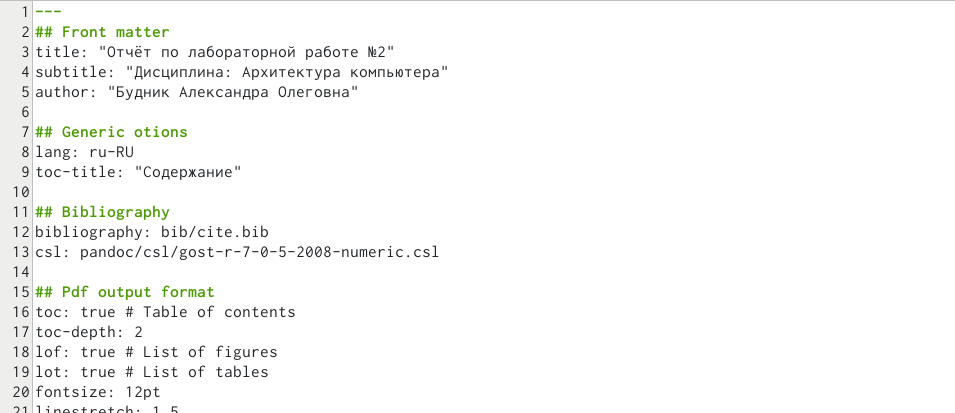 1 ---
2 ## Front matter
3 title: "Отчёт по лабораторной работе №2"
4 subtitle: "Дисциплина: Архитектура компьютера"
5 author: "Будник Александра Олеговна"
6
7 ## Generic otions
8 lang: ru-RU
9 toc-title: "Содержание"
10
11 ## Bibliography
12 bibliography: bib/cite.bib
13 csl: pandoc/csl/gost-r-7-0-5-2008-numeric.csl
14
15 ## Pdf output format
16 toc: true # Table of contents
17 toc-depth: 2
18 lof: true # List of figures
19 lot: true # List of tables
20 fontsize: 12pt
21 linestretch: 1.5